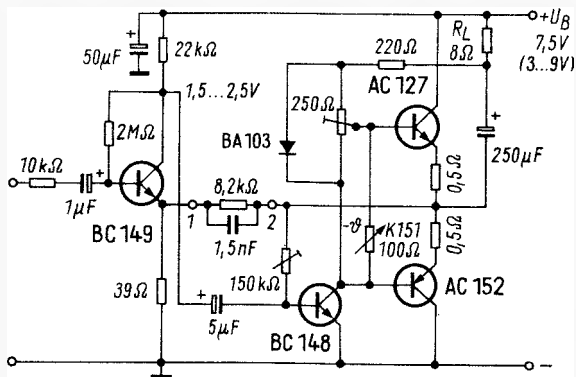 +U_B
7,5V
(3...9V)
R_L
8Ω
50µF
+
22kΩ
220Ω
1,5...2,5V
AC 127
250Ω
2MΩ
BA 103
+
250µF
10kΩ
+
1µF
8,2kΩ
0,5Ω
BC 149
1
2
1,5nF
-ϑ
K151
100Ω
0,5Ω
39Ω
150kΩ
AC 152
+
5µF
BC 148
−